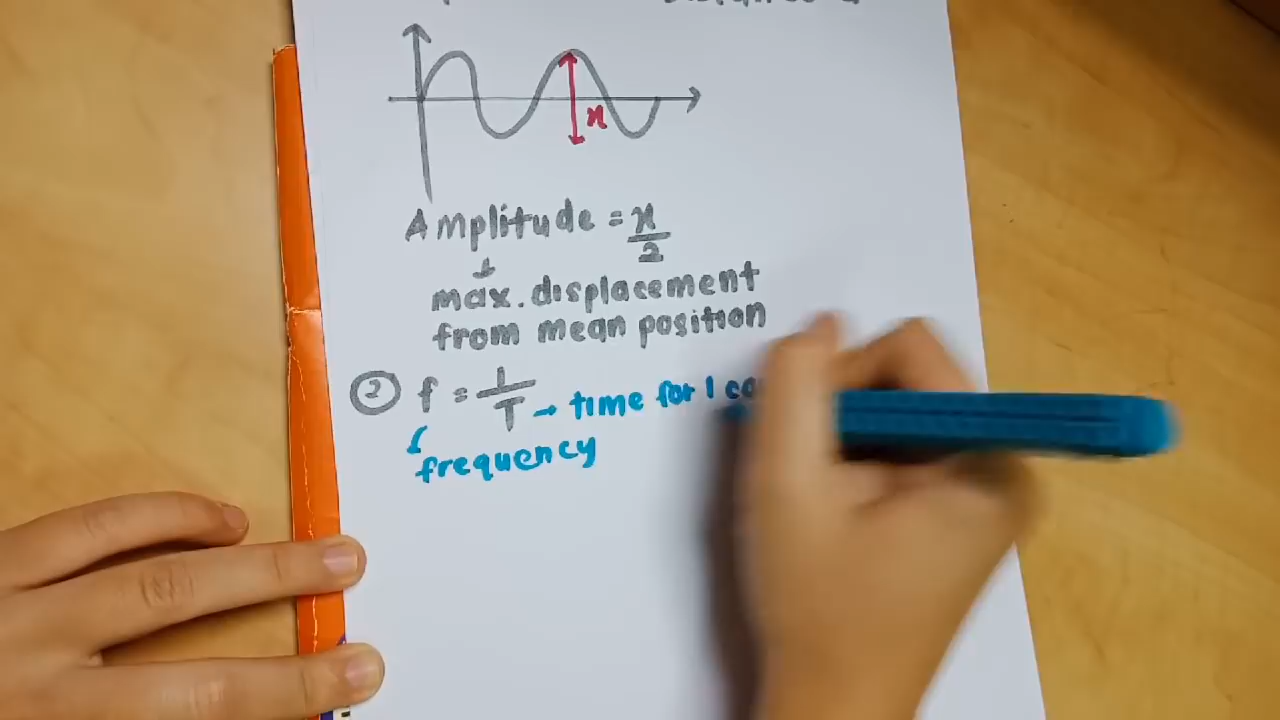 x
Amplitude = x/2
max. displacement
from mean position
② f = 1/T → time for 1
frequency